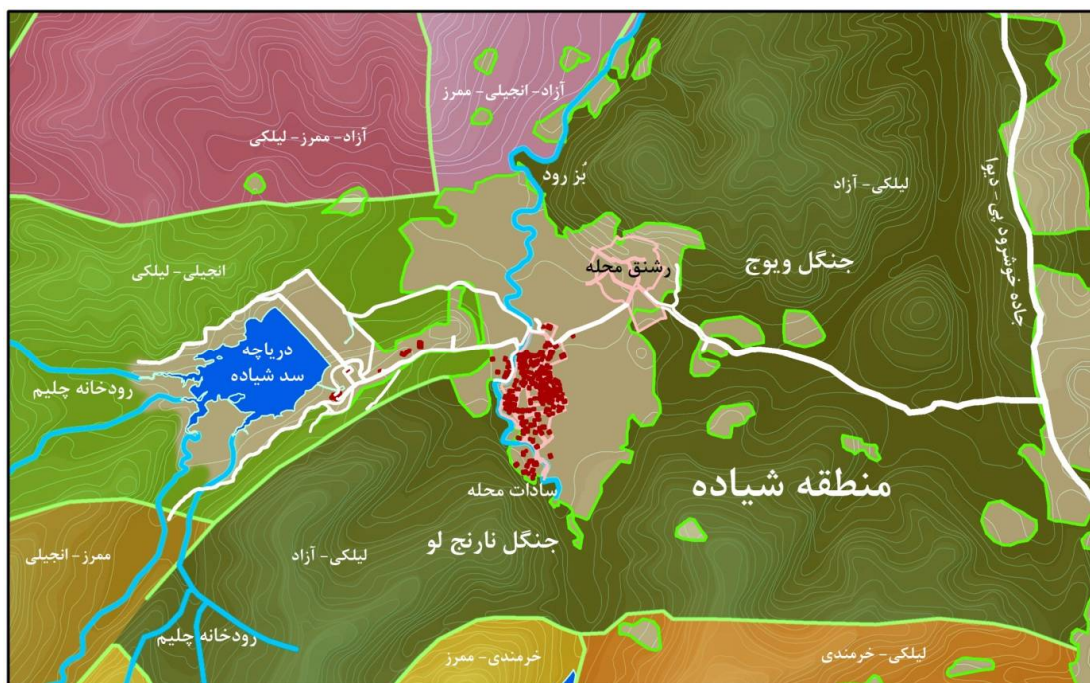 آزاد-انجیلی-ممرز
آزاد-ممرز-لیلکی
بُز رود
لیلکی-آزاد
جاده خوشرود پی - دیوا
رشنق محله
جنگل ویوج
انجیلی-لیلکی
دریاچه
سد شیاده
رودخانه چلیم
منطقه شیاده
سادات محله
جنگل نارنج لو
لیلکی-آزاد
ممرز-انجیلی
رودخانه چلیم
خرمندی-ممرز
لیلکی-خرمندی